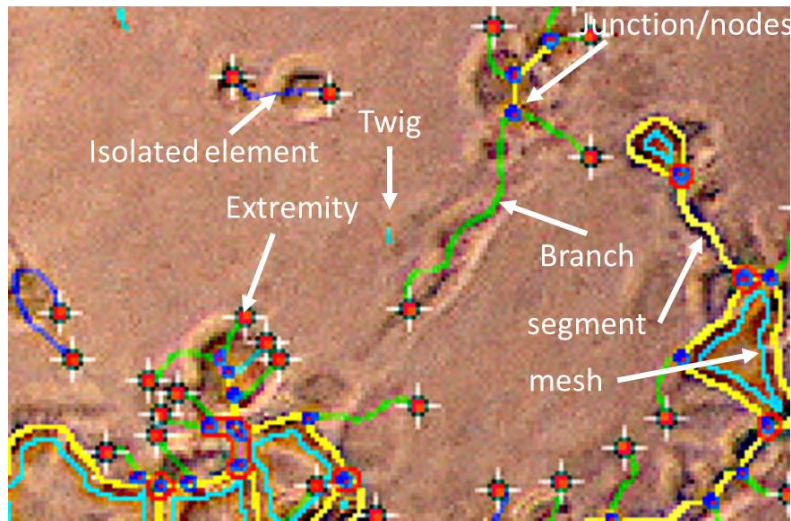 Junction/nodes
Twig
Isolated element
Extremity
Branch
segment
mesh